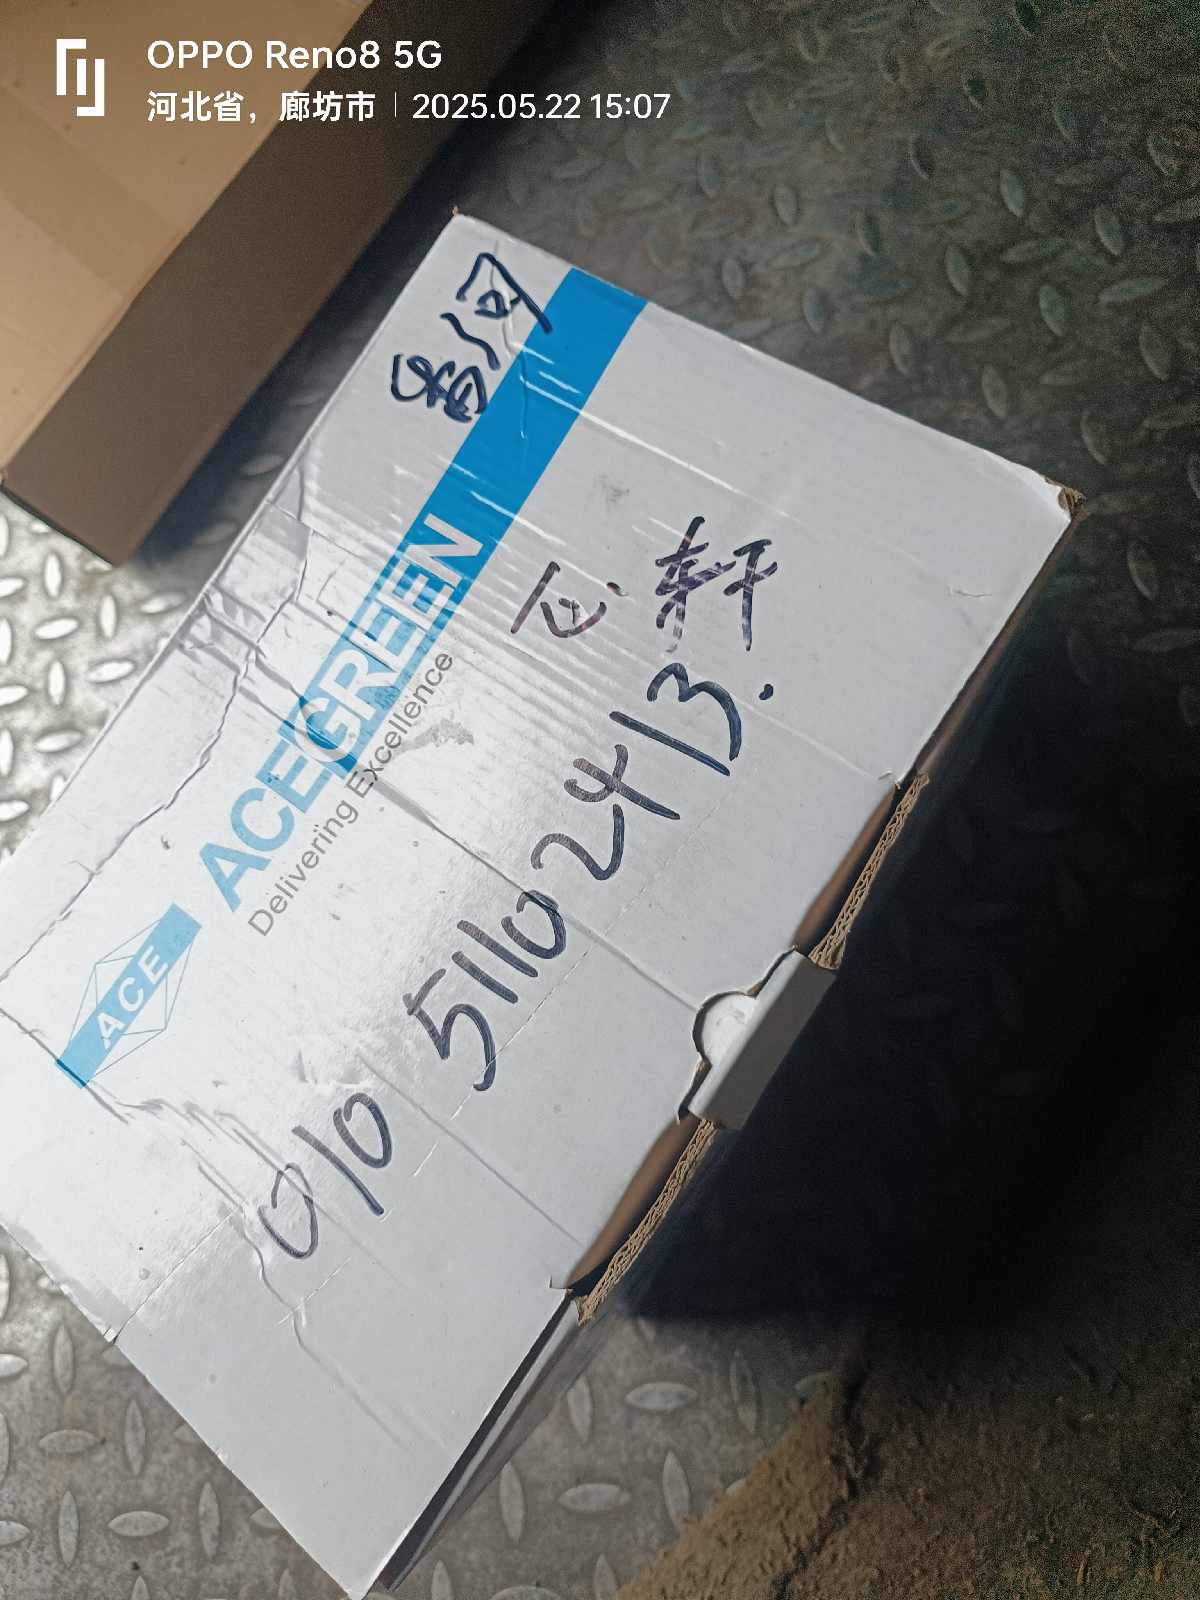 OPPO Reno8 5G
河北省，廊坊市 2025.05.22 15:07
香河
ACEGREEN
Delivering Excellence
ACE
轩
010 51102413.